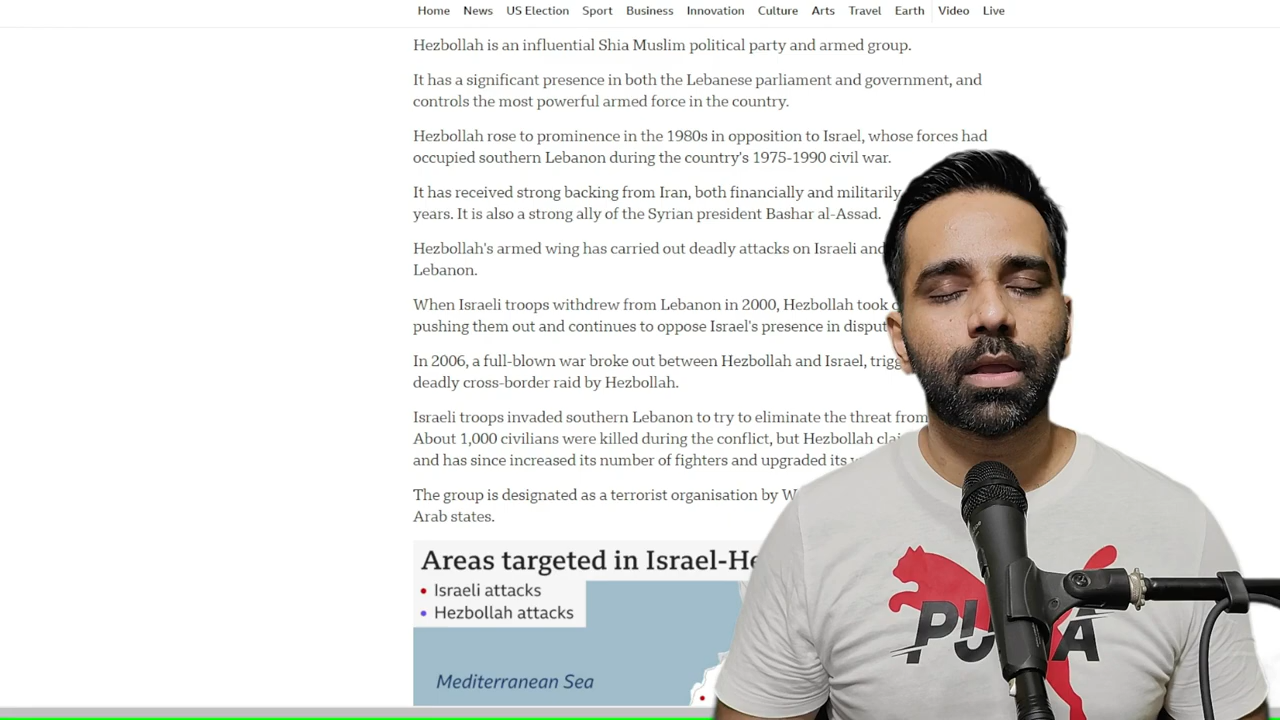 Home News US Election Sport Business Innovation Culture Arts Travel Earth Video Live
Hezbollah is an influential Shia Muslim political party and armed group.
It has a significant presence in both the Lebanese parliament and government, and
controls the most powerful armed force in the country.
Hezbollah rose to prominence in the 1980s in opposition to Israel, whose forces had
occupied southern Lebanon during the country's 1975-1990 civil war.
It has received strong backing from Iran, both financially and militarily
years. It is also a strong ally of the Syrian president Bashar al-Assad.
Hezbollah's armed wing has carried out deadly attacks on Israeli and
Lebanon.
When Israeli troops withdrew from Lebanon in 2000, Hezbollah took
pushing them out and continues to oppose Israel's presence in
In 2006, a full-blown war broke out between Hezbollah and Israel,
deadly cross-border raid by Hezbollah.
Israeli troops invaded southern Lebanon to try to eliminate the threat from
About 1,000 civilians were killed during the conflict, but Hezbollah
and has since increased its number of fighters and upgraded its
The group is designated as a terrorist organisation by
Arab states.
Areas targeted in
Israeli attacks
Hezbollah attacks
Mediterranean Sea
PUMA